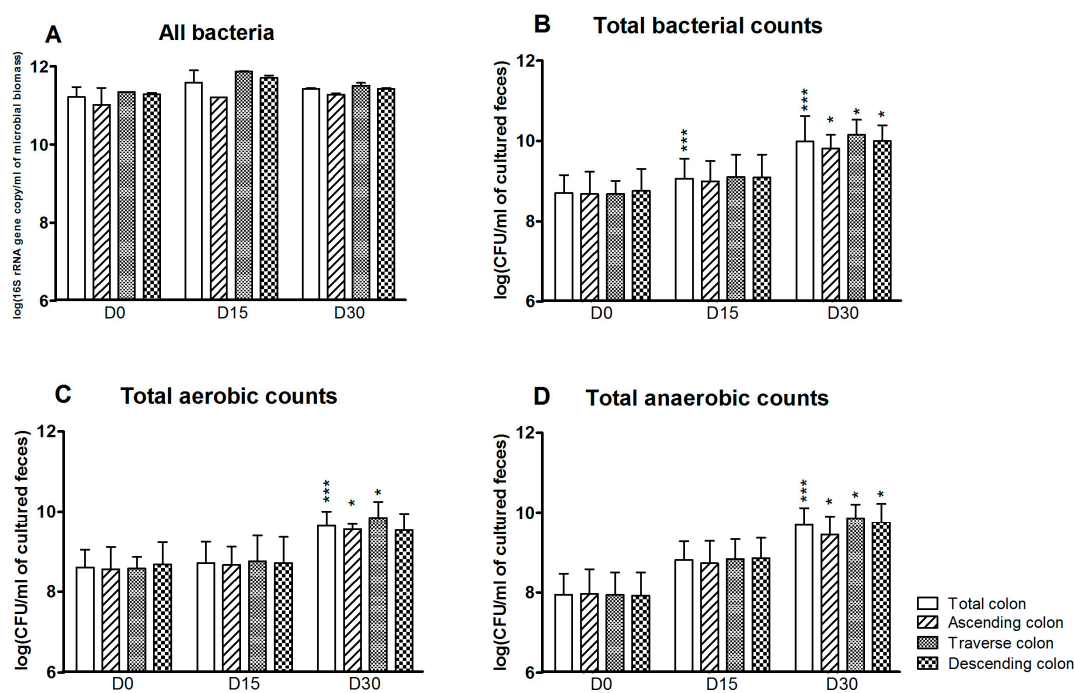 A
All bacteria
log(16S rRNA gene copy/ml of microbial biomass)
12
10
8
6
D0
D15
D30
B
Total bacterial counts
log(CFU/ml of cultured feces)
12
10
8
6
***
***
*
*
*
D0
D15
D30
C
Total aerobic counts
log(CFU/ml of cultured feces)
12
10
8
6
***
*
*
D0
D15
D30
D
Total anaerobic counts
log(CFU/ml of cultured feces)
12
10
8
6
***
*
*
*
D0
D15
D30
Total colon
Ascending colon
Traverse colon
Descending colon